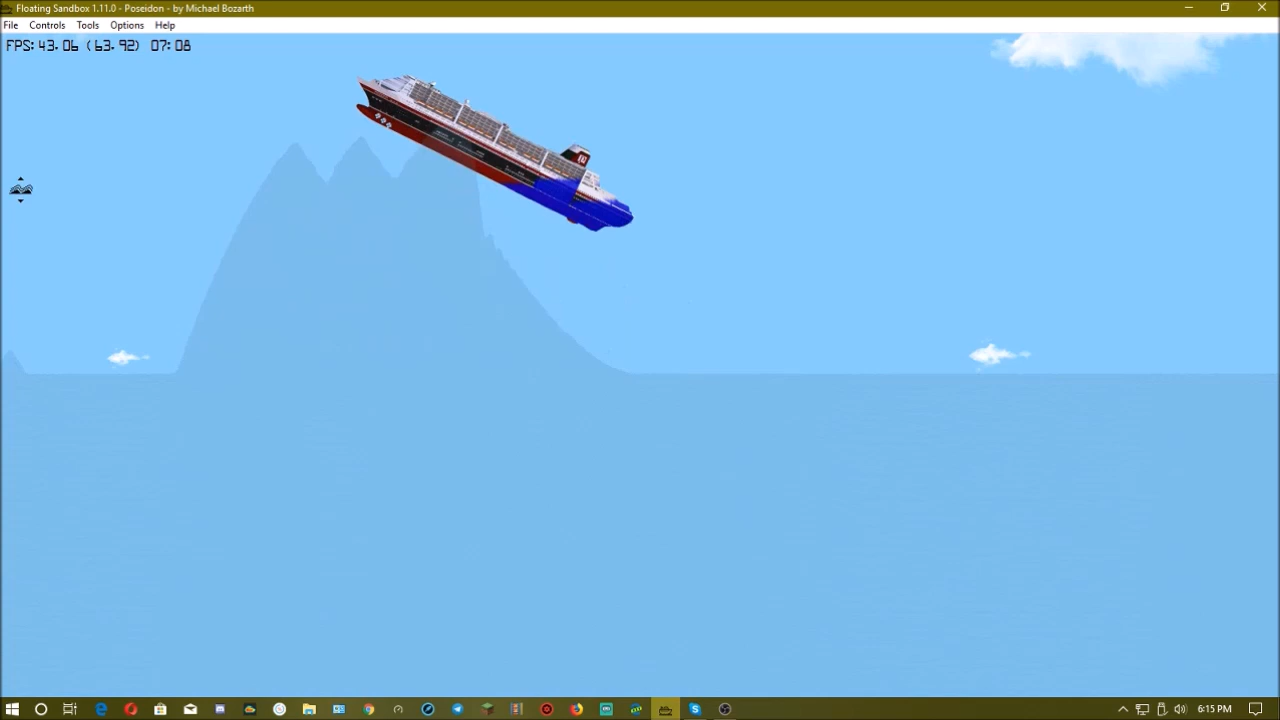 Floating Sandbox 1.11.0 - Poseidon - by Michael Bozarth
File Controls Tools Options Help
FPS: 43.06 (63.92) 07:08
6:15 PM